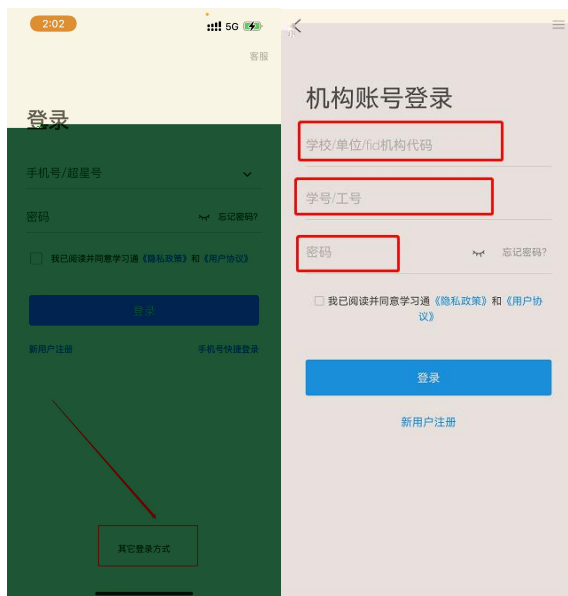 2:02
5G
客服
登录
手机号/超星号
密码
忘记密码?
我已阅读并同意学习通《隐私政策》和《用户协议》
登录
新用户注册
手机号快捷登录
其它登录方式
机构账号登录
学校/单位/fid机构代码
学号/工号
密码
忘记密码?
我已阅读并同意学习通《隐私政策》和《用户协
议》
登录
新用户注册